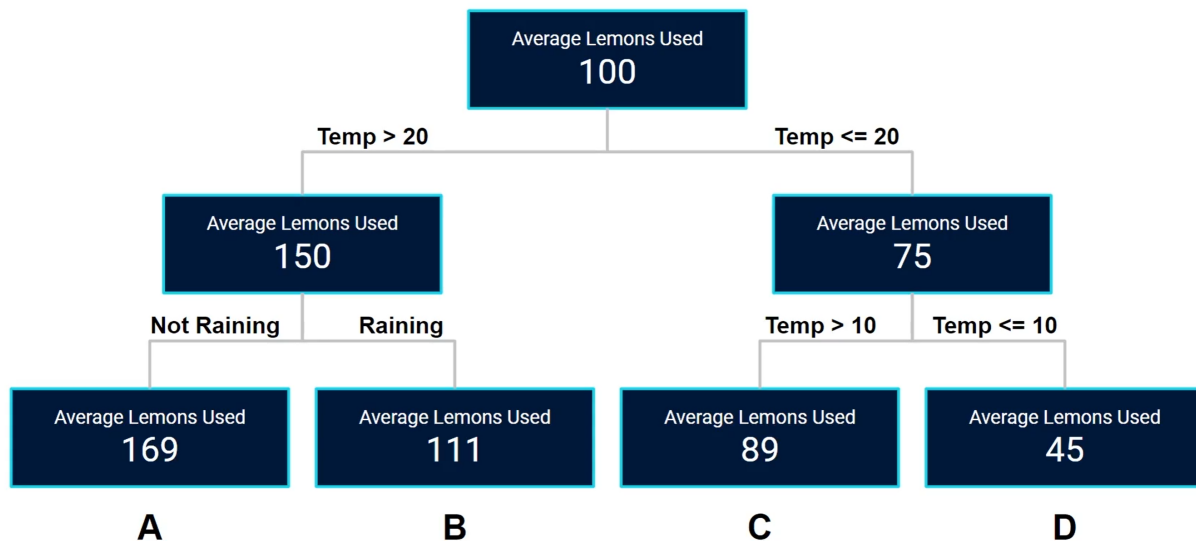 Average Lemons Used
100
Temp > 20
Temp <= 20
Average Lemons Used
150
Average Lemons Used
75
Not Raining
Raining
Temp > 10
Temp <= 10
Average Lemons Used
169
Average Lemons Used
111
Average Lemons Used
89
Average Lemons Used
45
A
B
C
D